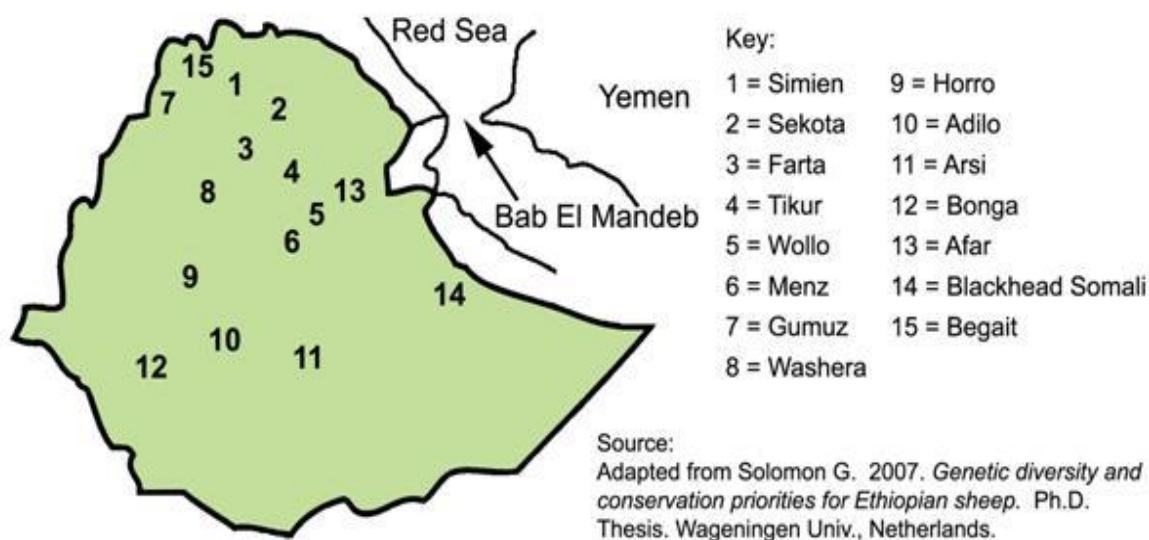 Red Sea
Yemen
Bab El Mandeb
15
1
7
2
3
4
8
13
5
6
9
14
10
11
12
Key:
1 = Simien
2 = Sekota
3 = Farta
4 = Tikur
5 = Wollo
6 = Menz
7 = Gumuz
8 = Washera
9 = Horro
10 = Adilo
11 = Arsi
12 = Bonga
13 = Afar
14 = Blackhead Somali
15 = Begait
Source:
Adapted from Solomon G. 2007. Genetic diversity and
conservation priorities for Ethiopian sheep. Ph.D.
Thesis. Wageningen Univ., Netherlands.